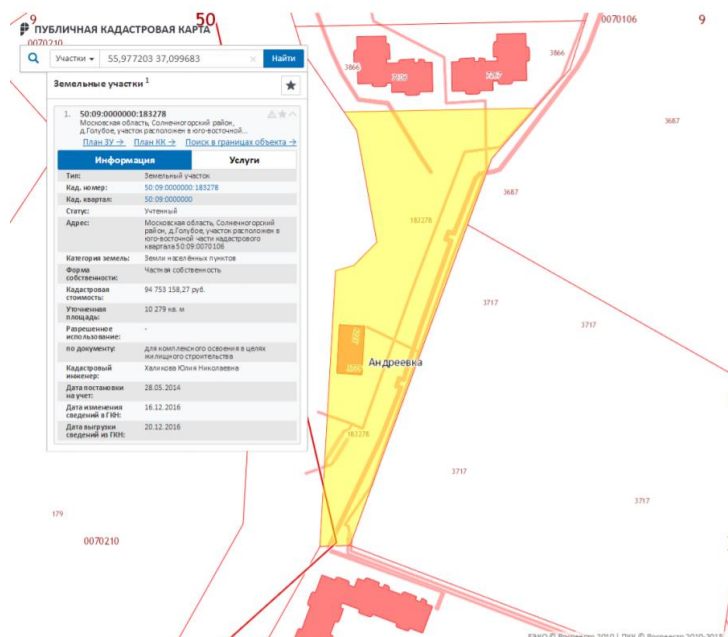 9
50
0070106
9
ПУБЛИЧНАЯ КАДАСТРОВАЯ КАРТА
0070210
Участки
55,977203 37,099683
×
Найти
Земельные участки 1
1. 50:09:0000000:183278
Московская область, Солнечногорский район,
д.Голубое, участок расположен в юго-восточной...
План ЗУ → План КК → Поиск в границах объекта →
Информация Услуги
Тип: Земельный участок
Кад. номер: 50:09:0000000:183278
Кад. квартал: 50:09:0000000
Статус: Учтенный
Адрес: Московская область, Солнечногорский
район, д.Голубое, участок расположен в
юго-восточной части кадастрового
квартала 50:09:0070106
Категория земель: Земли населённых пунктов
Форма собственности: Частная собственность
Кадастровая стоимость: 94 753 158,27 руб.
Уточненная площадь: 10 279 кв. м
Разрешенное использование: -
по документу: для комплексного освоения в целях
жилищного строительства
Кадастровый инженер: Халикова Юлия Николаевна
Дата постановки на учет: 28.05.2014
Дата изменения сведений в ГКН: 16.12.2016
Дата выгрузки сведений из ГКН: 20.12.2016
3866
3866
3687
3687
183278
3717
3717
Андреевка
183278
3717
3717
179
0070210